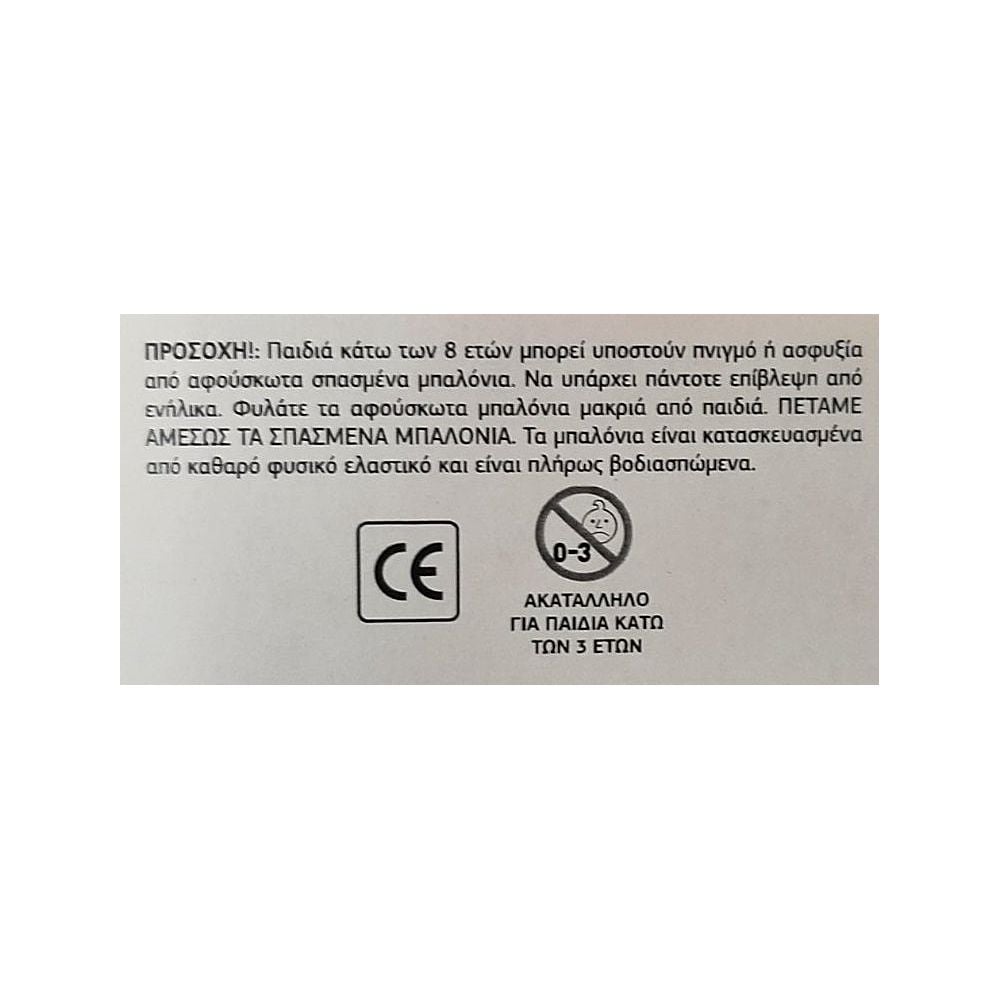 ΠΡΟΣΟΧΗ!: Παιδιά κάτω των 8 ετών μπορεί υποστούν πνιγμό ή ασφυξία
από αφούσκωτα σπασμένα μπαλόνια. Να υπάρχει πάντοτε επίβλεψη από
ενήλικα. Φυλάτε τα αφούσκωτα μπαλόνια μακριά από παιδιά. ΠΕΤΑΜΕ
ΑΜΕΣΩΣ ΤΑ ΣΠΑΣΜΕΝΑ ΜΠΑΛΟΝΙΑ. Τα μπαλόνια είναι κατασκευασμένα
από καθαρό φυσικό ελαστικό και είναι πλήρως βοδιασπώμενα.
CE
0-3
ΑΚΑΤΑΛΛΗΛΟ
ΓΙΑ ΠΑΙΔΙΑ ΚΑΤΩ
ΤΩΝ 3 ΕΤΩΝ